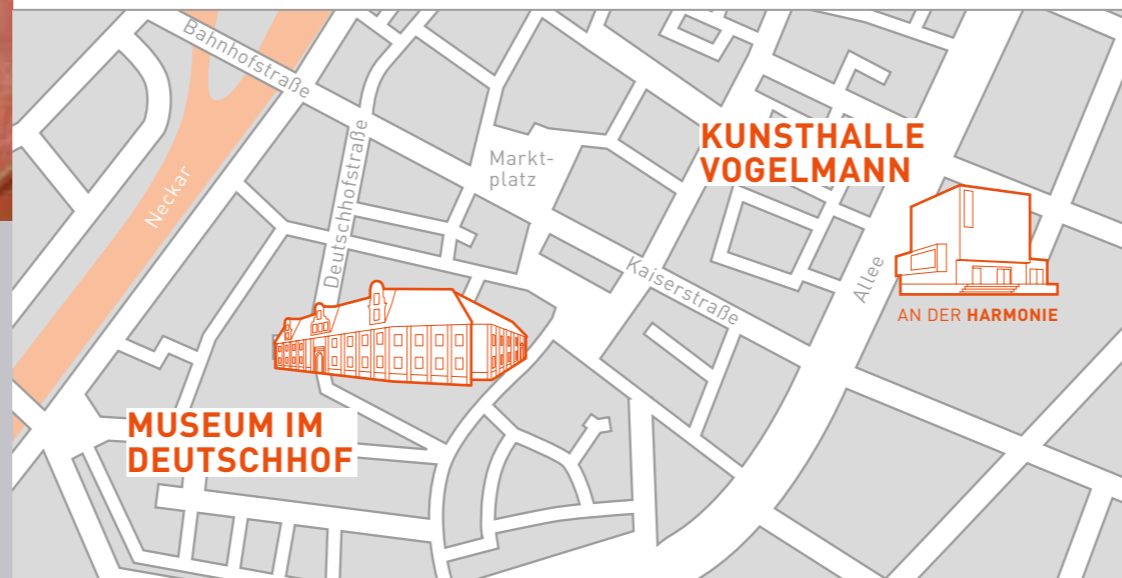 Bahnhofstraße
Neckar
Deutschhofstraße
Markt-
platz
KUNSTHALLE
VOGELMANN
Kaiserstraße
Allee
AN DER HARMONIE
MUSEUM IM
DEUTSCHHOF